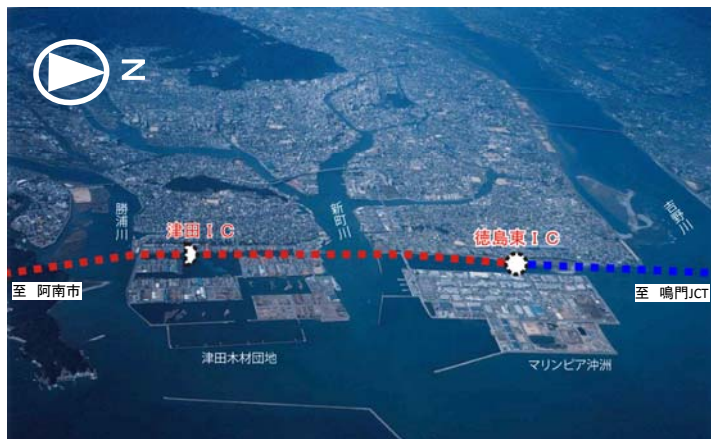 N
勝浦川
津田IC
新町川
徳島東IC
吉野川
至 阿南市
至 鳴門JCT
津田木材団地
マリンピア沖洲